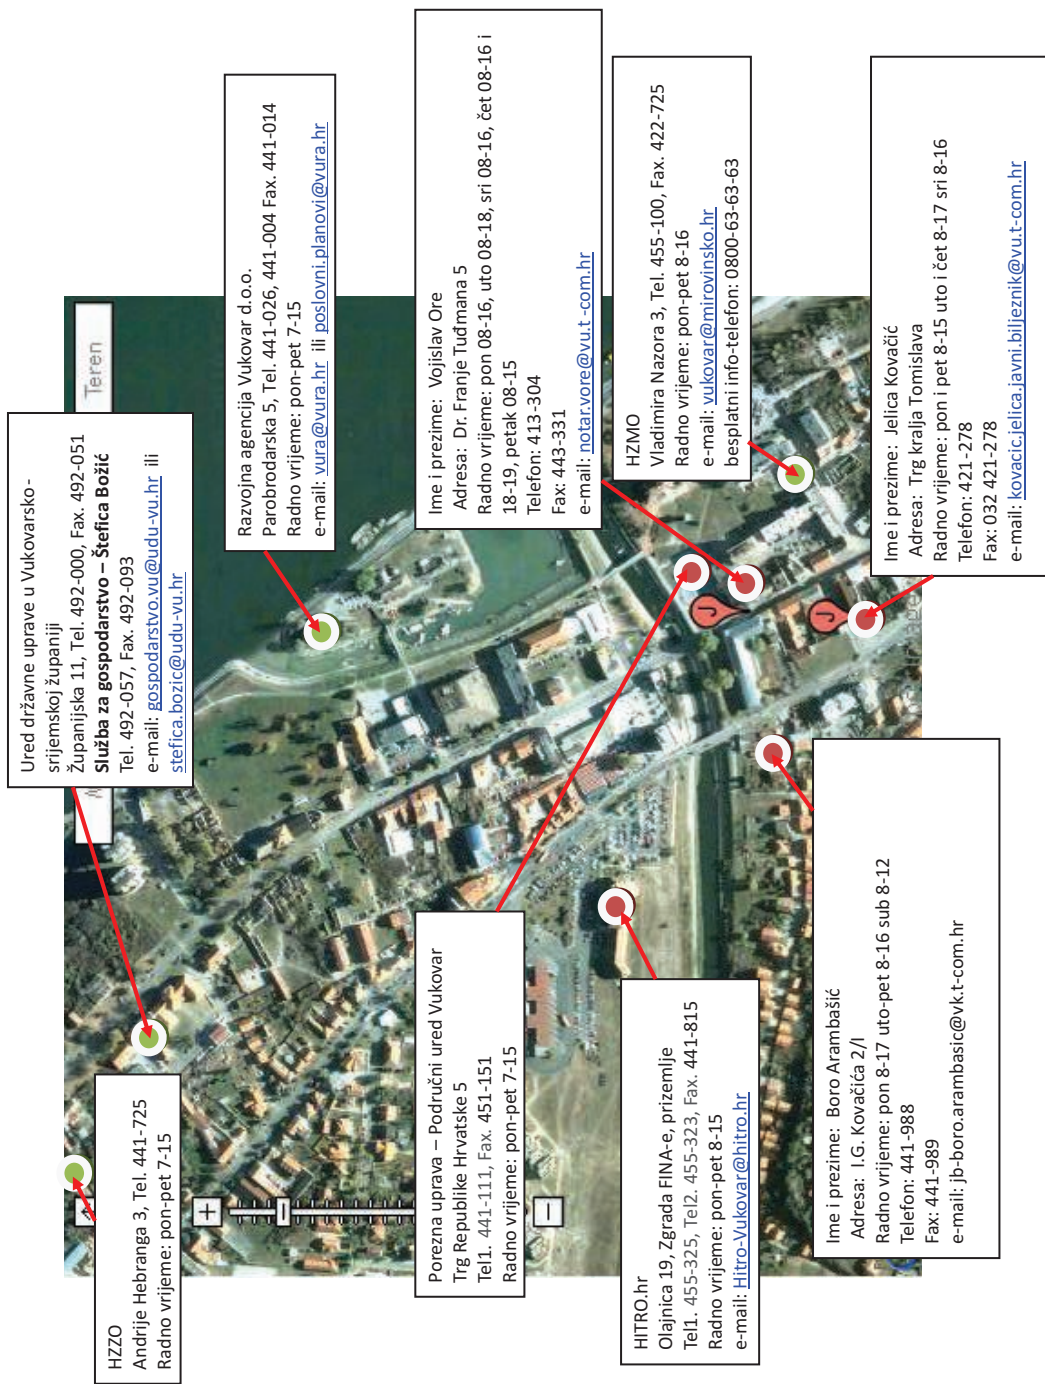 HZZO
Andrije Hebranga 3, Tel. 441-725
Radno vrijeme: pon-pet 7-15
Ured državne uprave u Vukovarsko-
srijemskoj županiji
Županijska 11, Tel. 492-000, Fax. 492-051
Služba za gospodarstvo – Štefica Božić
Tel. 492-057, Fax. 492-093
e-mail: gospodarstvo.vu@udu-vu.hr ili
stefica.bozic@udu-vu.hr
Teren
Razvojna agencija Vukovar d.o.o.
Parobrodarska 5, Tel. 441-026, 441-004 Fax. 441-014
Radno vrijeme: pon-pet 7-15
e-mail: vura@vura.hr ili poslovni.planovi@vura.hr
Porezna uprava – Područni ured Vukovar
Trg Republike Hrvatske 5
Tel1. 441-111, Fax. 451-151
Radno vrijeme: pon-pet 7-15
Ime i prezime: Vojislav Ore
Adresa: Dr. Franje Tuđmana 5
Radno vrijeme: pon 08-16, uto 08-18, sri 08-16, čet 08-16 i
18-19, petak 08-15
Telefon: 413-304
Fax: 443-331
e-mail: notar.vore@vu.t-com.hr
HITRO.hr
Olajnica 19, Zgrada FINA-e, prizemlje
Tel1. 455-325, Tel2. 455-323, Fax. 441-815
Radno vrijeme: pon-pet 8-15
e-mail: Hitro-Vukovar@hitro.hr
HZMO
Vladimira Nazora 3, Tel. 455-100, Fax. 422-725
Radno vrijeme: pon-pet 8-16
e-mail: vukovar@mirovinsko.hr
besplatni info-telefon: 0800-63-63-63
J
J
Ime i prezime: Boro Arambašić
Adresa: I.G. Kovačića 2/I
Radno vrijeme: pon 8-17 uto-pet 8-16 sub 8-12
Telefon: 441-988
Fax: 441-989
e-mail: jb-boro.arambasic@vk.t-com.hr
Ime i prezime: Jelica Kovačić
Adresa: Trg kralja Tomislava
Radno vrijeme: pon i pet 8-15 uto i čet 8-17 sri 8-16
Telefon: 421-278
Fax: 032 421-278
e-mail: kovacic.jelica.javni.biljeznik@vu.t-com.hr